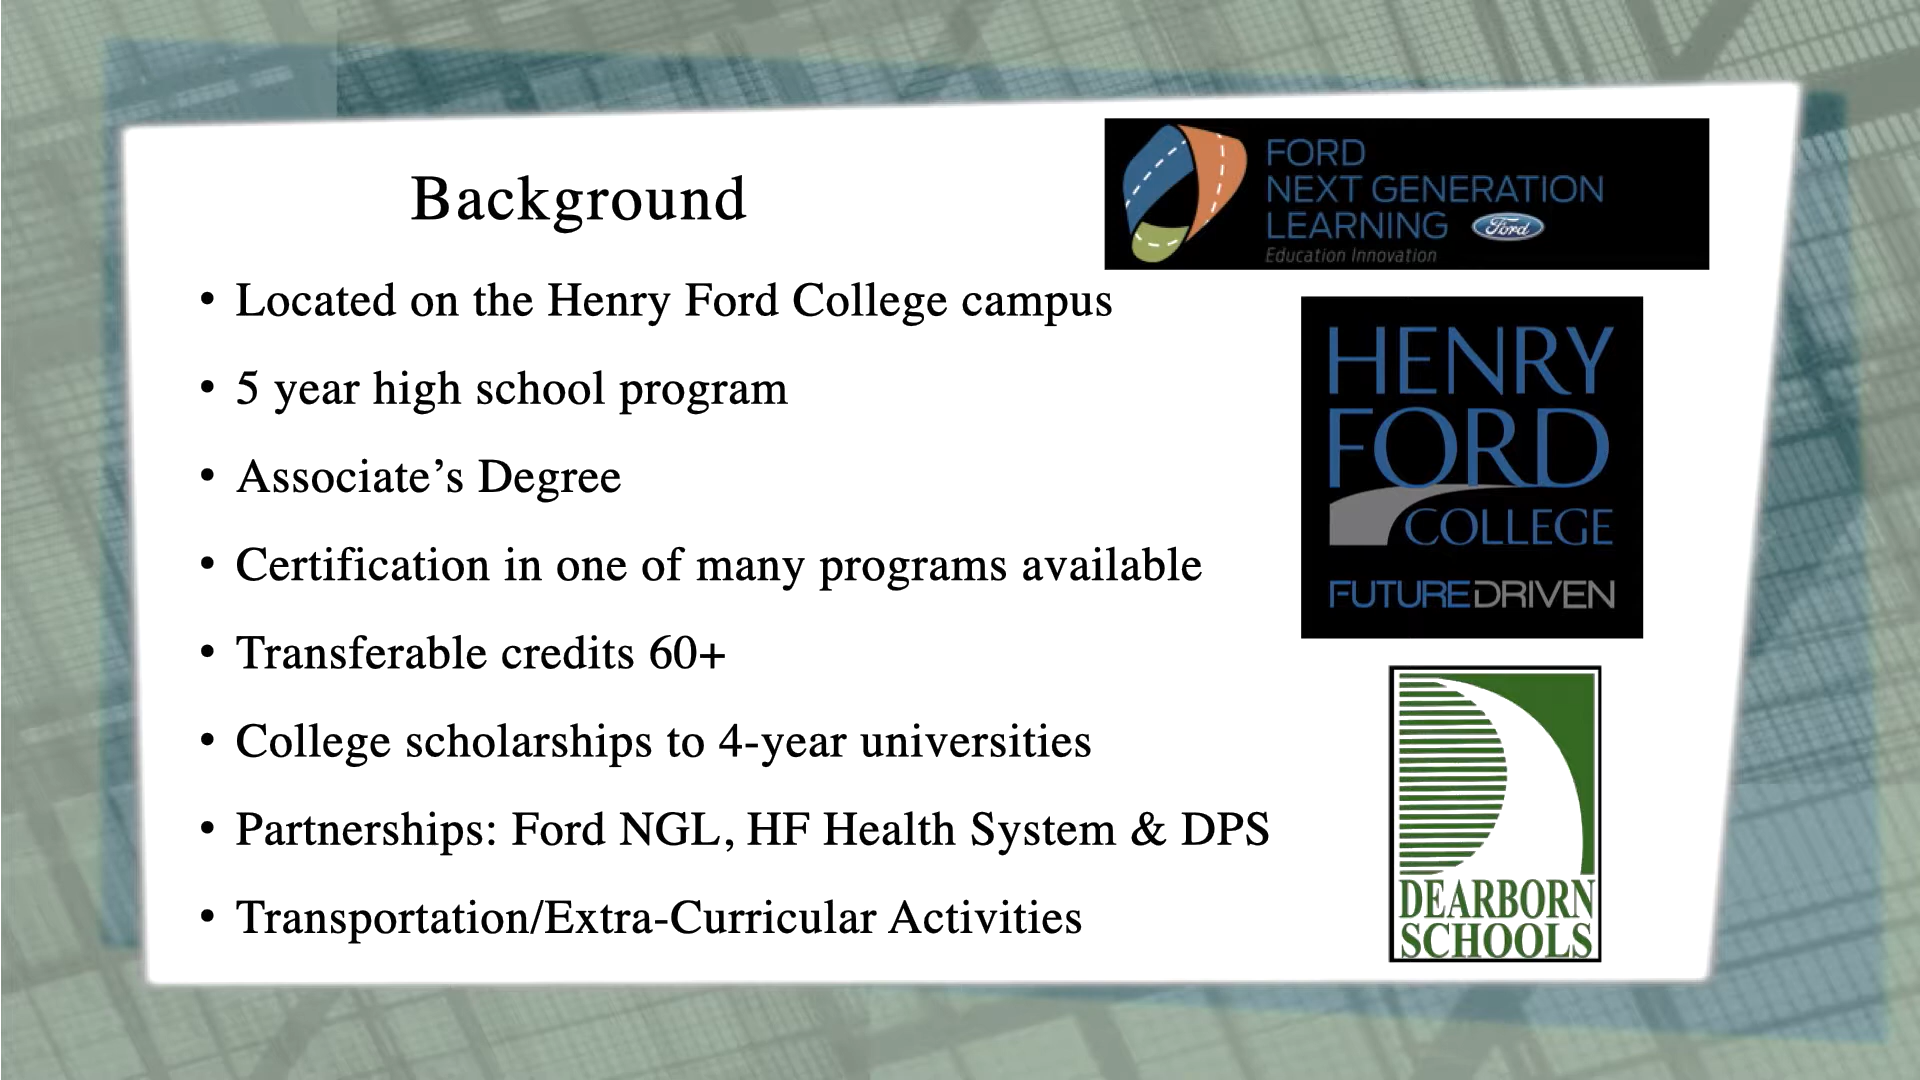 Background
• Located on the Henry Ford College campus
• 5 year high school program
• Associate’s Degree
• Certification in one of many programs available
• Transferable credits 60+
• College scholarships to 4-year universities
• Partnerships: Ford NGL, HF Health System & DPS
• Transportation/Extra-Curricular Activities
FORD
NEXT GENERATION
LEARNING Ford
Education Innovation
HENRY
FORD
COLLEGE
FUTUREDRIVEN
DEARBORN
SCHOOLS